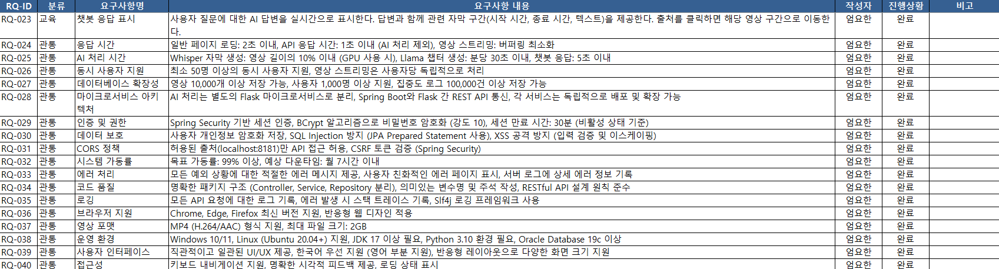 RQ-ID 분류 요구사항명 요구사항 내용 작성자 진행상황 비고
RQ-023 교육 챗봇 응답 표시 사용자 질문에 대한 AI 답변을 실시간으로 표시한다. 답변과 함께 관련 자막 구간(시작 시간, 종료 시간, 텍스트)을 제공한다. 출처를 클릭하면 해당 영상 구간으로 이동한 엄요한 완료
다.
RQ-024 관통 응답 시간 일반 페이지 로딩: 2초 이내, API 응답 시간: 1초 이내 (AI 처리 제외), 영상 스트리밍: 버퍼링 최소화 엄요한 완료
RQ-025 관통 AI 처리 시간 Whisper 자막 생성: 영상 길이의 10% 이내 (GPU 사용 시), Llama 챕터 생성: 분당 30초 이내, 챗봇 응답: 5초 이내 엄요한 완료
RQ-026 관통 동시 사용자 지원 최소 50명 이상의 동시 사용자 지원, 영상 스트리밍은 사용자당 독립적으로 처리 엄요한 완료
RQ-027 관통 데이터베이스 확장성 영상 10,000개 이상 저장 가능, 사용자 1,000명 이상 지원, 집중도 로그 100,000건 이상 저장 가능 엄요한 완료
RQ-028 관통 마이크로서비스 아키 AI 처리는 별도의 Flask 마이크로서비스로 분리, Spring Boot와 Flask 간 REST API 통신, 각 서비스는 독립적으로 배포 및 확장 가능 엄요한 완료
텍처
RQ-029 관통 인증 및 권한 Spring Security 기반 세션 인증, BCrypt 알고리즘으로 비밀번호 암호화 (강도 10), 세션 만료 시간: 30분 (비활성 상태 기준) 엄요한 완료
RQ-030 관통 데이터 보호 사용자 개인정보 암호화 저장, SQL Injection 방지 (JPA Prepared Statement 사용), XSS 공격 방지 (입력 검증 및 이스케이핑) 엄요한 완료
RQ-031 관통 CORS 정책 허용된 출처(localhost:8181)만 API 접근 허용, CSRF 토큰 검증 (Spring Security) 엄요한 완료
RQ-032 관통 시스템 가동률 목표 가동률: 99% 이상, 예상 다운타임: 월 7시간 이내 엄요한 완료
RQ-033 관통 에러 처리 모든 예외 상황에 대한 적절한 에러 메시지 제공, 사용자 친화적인 에러 페이지 표시, 서버 로그에 상세 에러 정보 기록 엄요한 완료
RQ-034 관통 코드 품질 명확한 패키지 구조 (Controller, Service, Repository 분리), 의미있는 변수명 및 주석 작성, RESTful API 설계 원칙 준수 엄요한 완료
RQ-035 관통 로깅 모든 API 요청에 대한 로그 기록, 에러 발생 시 스택 트레이스 기록, Slf4j 로깅 프레임워크 사용 엄요한 완료
RQ-036 관통 브라우저 지원 Chrome, Edge, Firefox 최신 버전 지원, 반응형 웹 디자인 적용 엄요한 완료
RQ-037 관통 영상 포맷 MP4 (H.264/AAC) 형식 지원, 최대 파일 크기: 2GB 엄요한 완료
RQ-038 관통 운영 환경 Windows 10/11, Linux (Ubuntu 20.04+) 지원, JDK 17 이상 필요, Python 3.10 환경 필요, Oracle Database 19c 이상 엄요한 완료
RQ-039 관통 사용자 인터페이스 직관적이고 일관된 UI/UX 제공, 한국어 우선 지원 (영어 부분 지원), 반응형 레이아웃으로 다양한 화면 크기 지원 엄요한 완료
RQ-040 관통 접근성 키보드 내비게이션 지원, 명확한 시각적 피드백 제공, 로딩 상태 표시 엄요한 완료